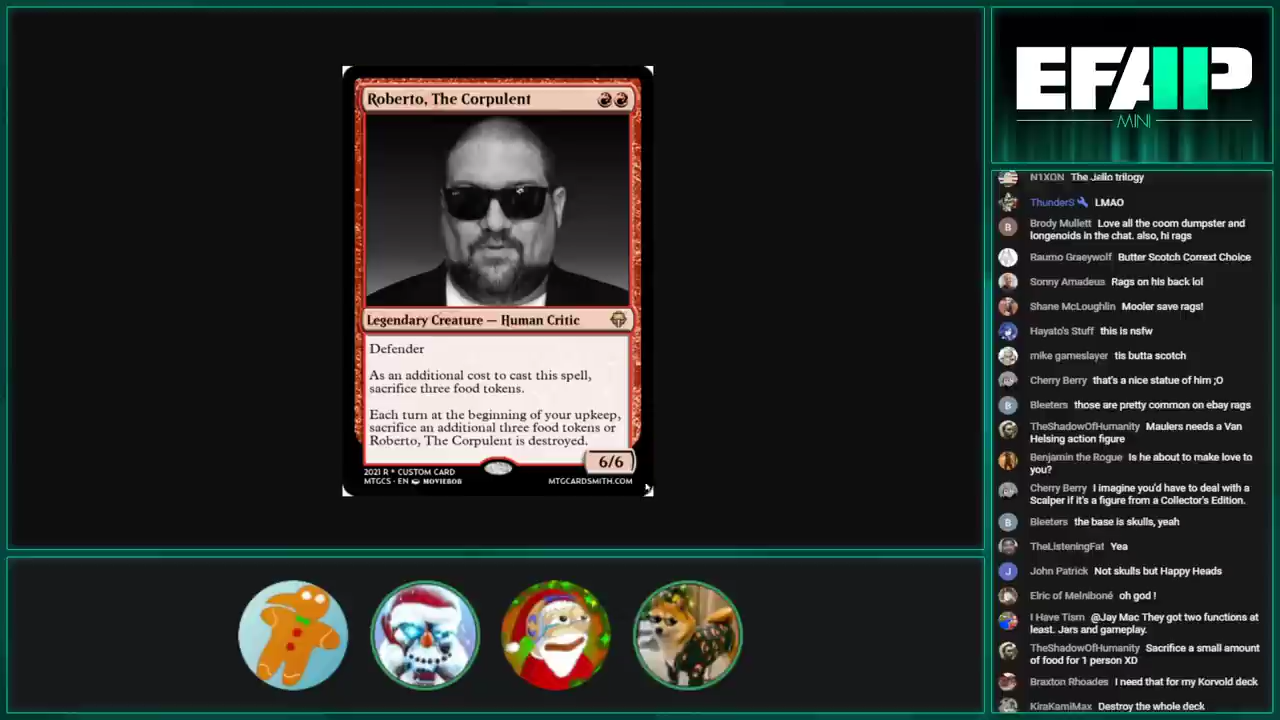 Roberto, The Corpulent
Legendary Creature — Human Critic
Defender
As an additional cost to cast this spell,
sacrifice three food tokens.
Each turn at the beginning of your upkeep,
sacrifice an additional three food tokens or
Roberto, The Corpulent is destroyed.
6/6
2021 R * CUSTOM CARD
MTGCS · EN MOVIEBOB
MTGCARDSMITH.COM
EFAP
MINI
N1XON The Jello trilogy
ThunderS LMAO
Brody Mullett Love all the coom dumpster and
longenoids in the chat. also, hi rags
Raumo Graeywolf Butter Scotch Corrext Choice
Sonny Amadeus Rags on his back lol
Shane McLoughlin Mooler save rags!
Hayato's Stuff this is nsfw
mike gameslayer tis butta scotch
Cherry Berry that's a nice statue of him ;O
Bleeters those are pretty common on ebay rags
TheShadowOfHumanity Maulers needs a Van
Helsing action figure
Benjamin the Rogue Is he about to make love to
you?
Cherry Berry I imagine you'd have to deal with a
Scalper if it's a figure from a Collector's Edition.
Bleeters the base is skulls, yeah
TheListeningFat Yea
John Patrick Not skulls but Happy Heads
Elric of Melniboné oh god !
I Have Tism @Jay Mac They got two functions at
least. Jars and gameplay.
TheShadowOfHumanity Sacrifice a small amount
of food for 1 person XD
Braxton Rhoades I need that for my Korvold deck
KiraKamiMax Destroy the whole deck